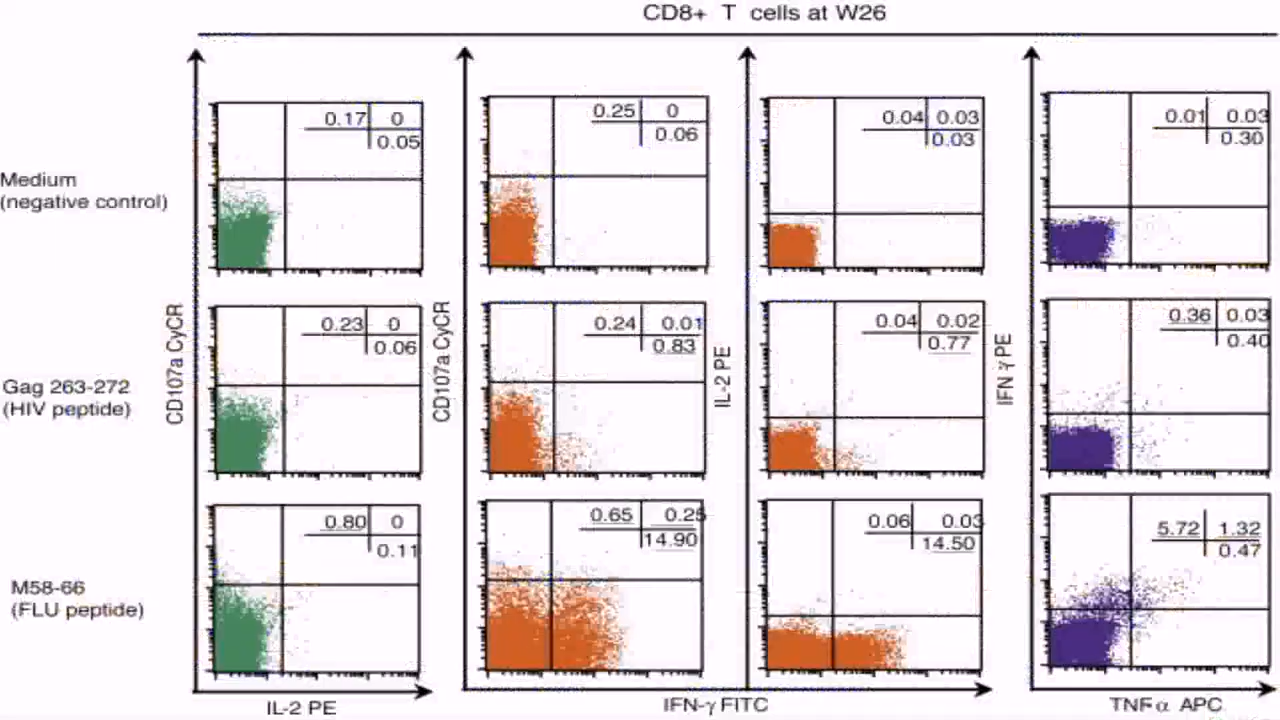 CD8+ T cells at W26
Medium
(negative control)
0.17 0
0.05
0.25 0
0.06
0.04 0.03
0.03
0.01 0.03
0.30
Gag 263-272
(HIV peptide)
CD107a CyCR
0.23 0
0.06
CD107a CyCR
0.24 0.01
0.83
IL-2 PE
0.04 0.02
0.77
IFN γ PE
0.36 0.03
0.40
M58-66
(FLU peptide)
0.80 0
0.11
0.65 0.25
14.90
0.06 0.03
14.50
5.72 1.32
0.47
IL-2 PE
IFN-γ FITC
TNFα APC